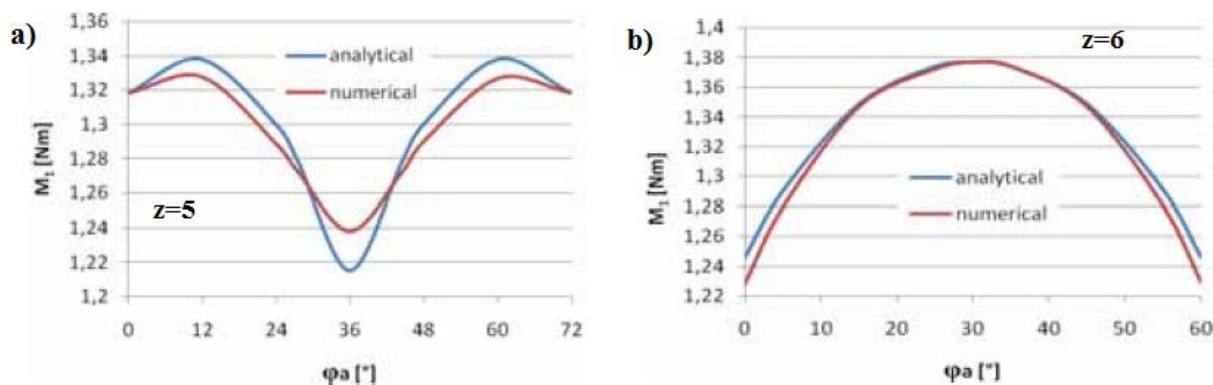 a)
1,36
1,34
1,32
1,3
1,28
1,26
1,24
1,22
1,2
M₁ [Nm]
analytical
numerical
z=5
0 12 24 36 48 60 72
φa [°]
b)
1,4
1,38
1,36
1,34
1,32
1,3
1,28
1,26
1,24
1,22
M₁ [Nm]
z=6
analytical
numerical
0 10 20 30 40 50 60
φa [°]